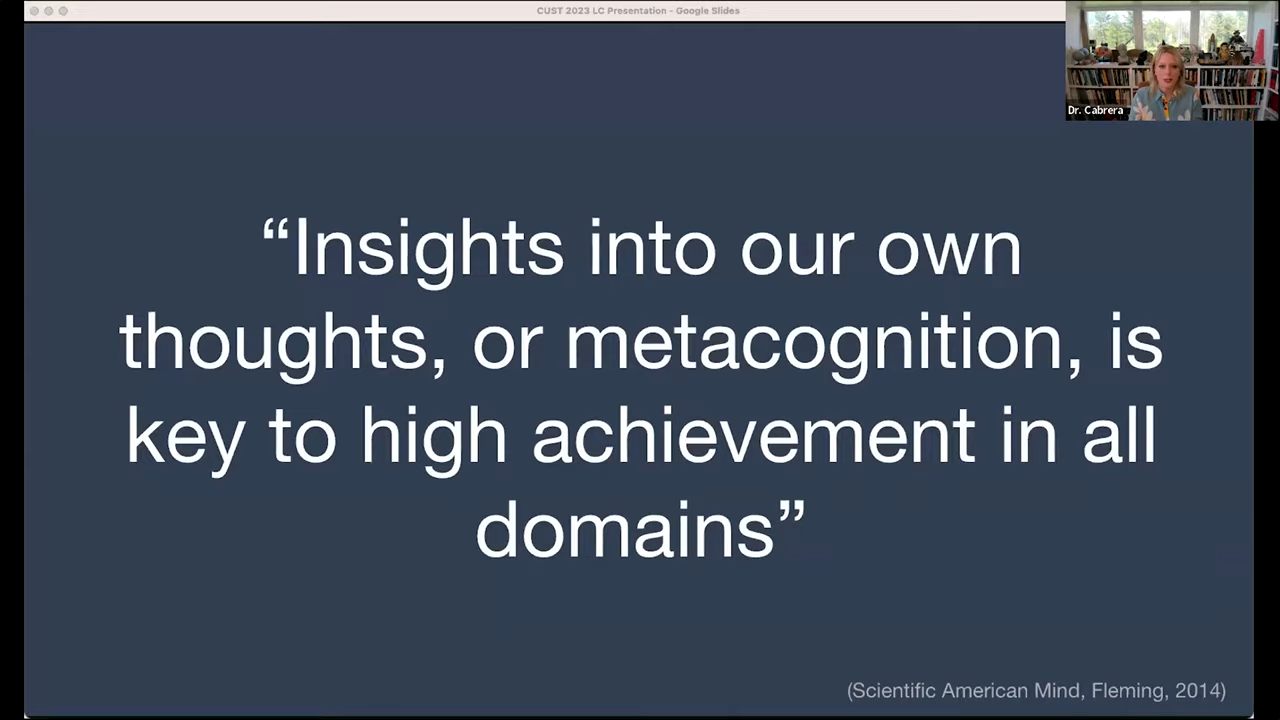 CUST 2023 LC Presentation - Google Slides
Dr. Cabrera
“Insights into our own
thoughts, or metacognition, is
key to high achievement in all
domains”
(Scientific American Mind, Fleming, 2014)